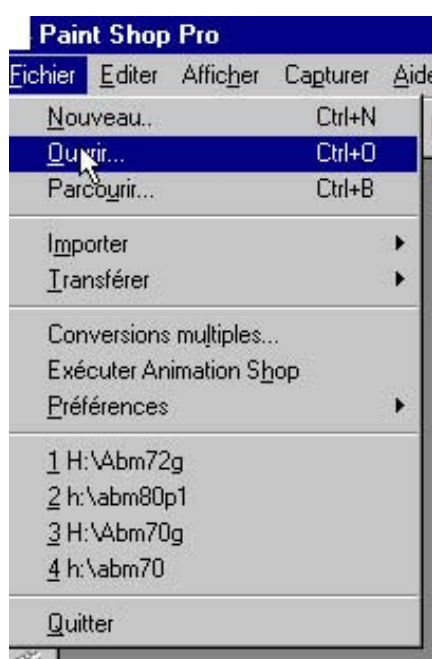 Paint Shop Pro
Fichier Editer Afficher Capturer Aide
Nouveau.. Ctrl+N
Ouvrir... Ctrl+O
Parcourir... Ctrl+B
Importer
Transférer
Conversions multiples...
Exécuter Animation Shop
Préférences
1 H:\Abm72g
2 h:\abm80p1
3 H:\Abm70g
4 h:\abm70
Quitter